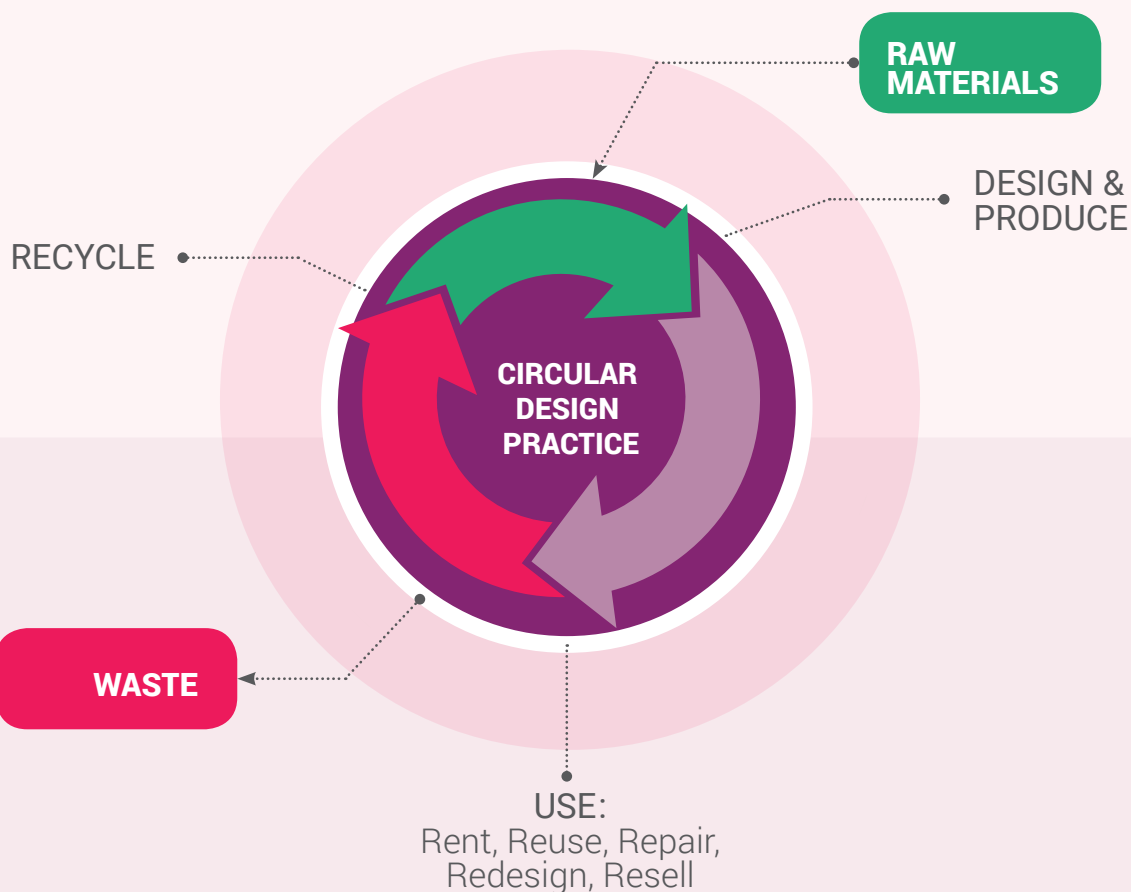 RAW
MATERIALS
DESIGN &
PRODUCE
RECYCLE
CIRCULAR
DESIGN
PRACTICE
WASTE
USE:
Rent, Reuse, Repair,
Redesign, Resell